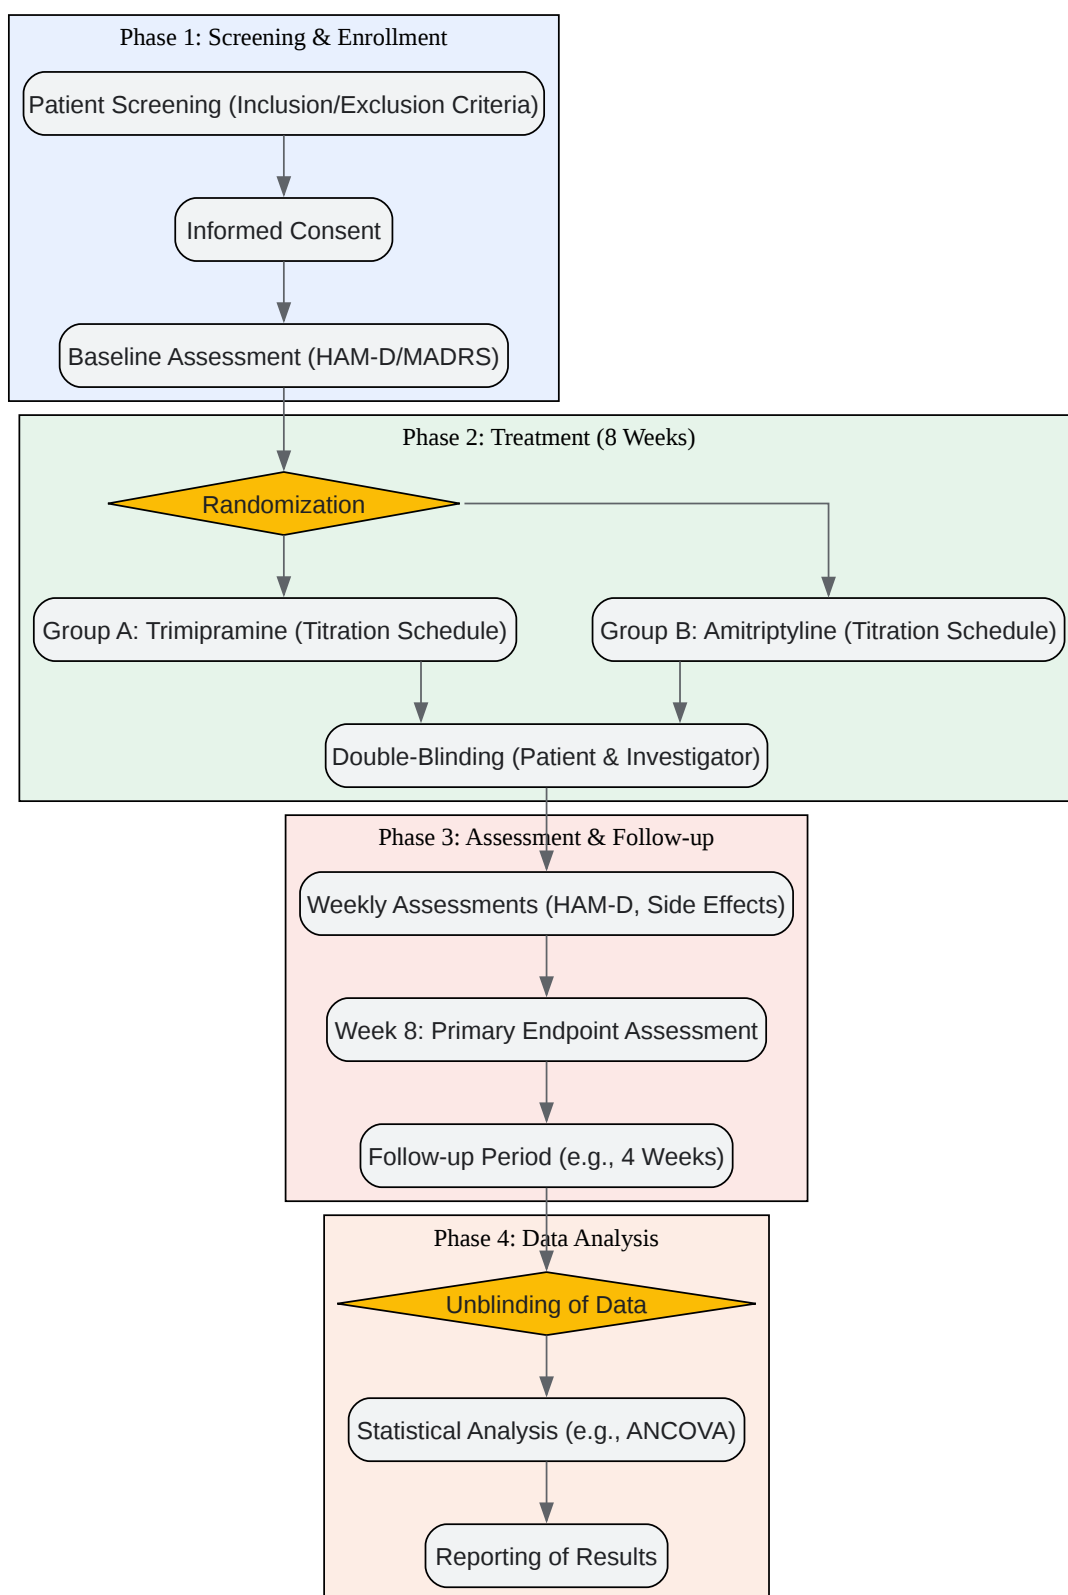 Phase 1: Screening & Enrollment
Patient Screening (Inclusion/Exclusion Criteria)
Informed Consent
Baseline Assessment (HAM-D/MADRS)
Phase 2: Treatment (8 Weeks)
Randomization
Group A: Trimipramine (Titration Schedule)
Group B: Amitriptyline (Titration Schedule)
Double-Blinding (Patient & Investigator)
Phase 3: Assessment & Follow-up
Weekly Assessments (HAM-D, Side Effects)
Week 8: Primary Endpoint Assessment
Follow-up Period (e.g., 4 Weeks)
Phase 4: Data Analysis
Unblinding of Data
Statistical Analysis (e.g., ANCOVA)
Reporting of Results